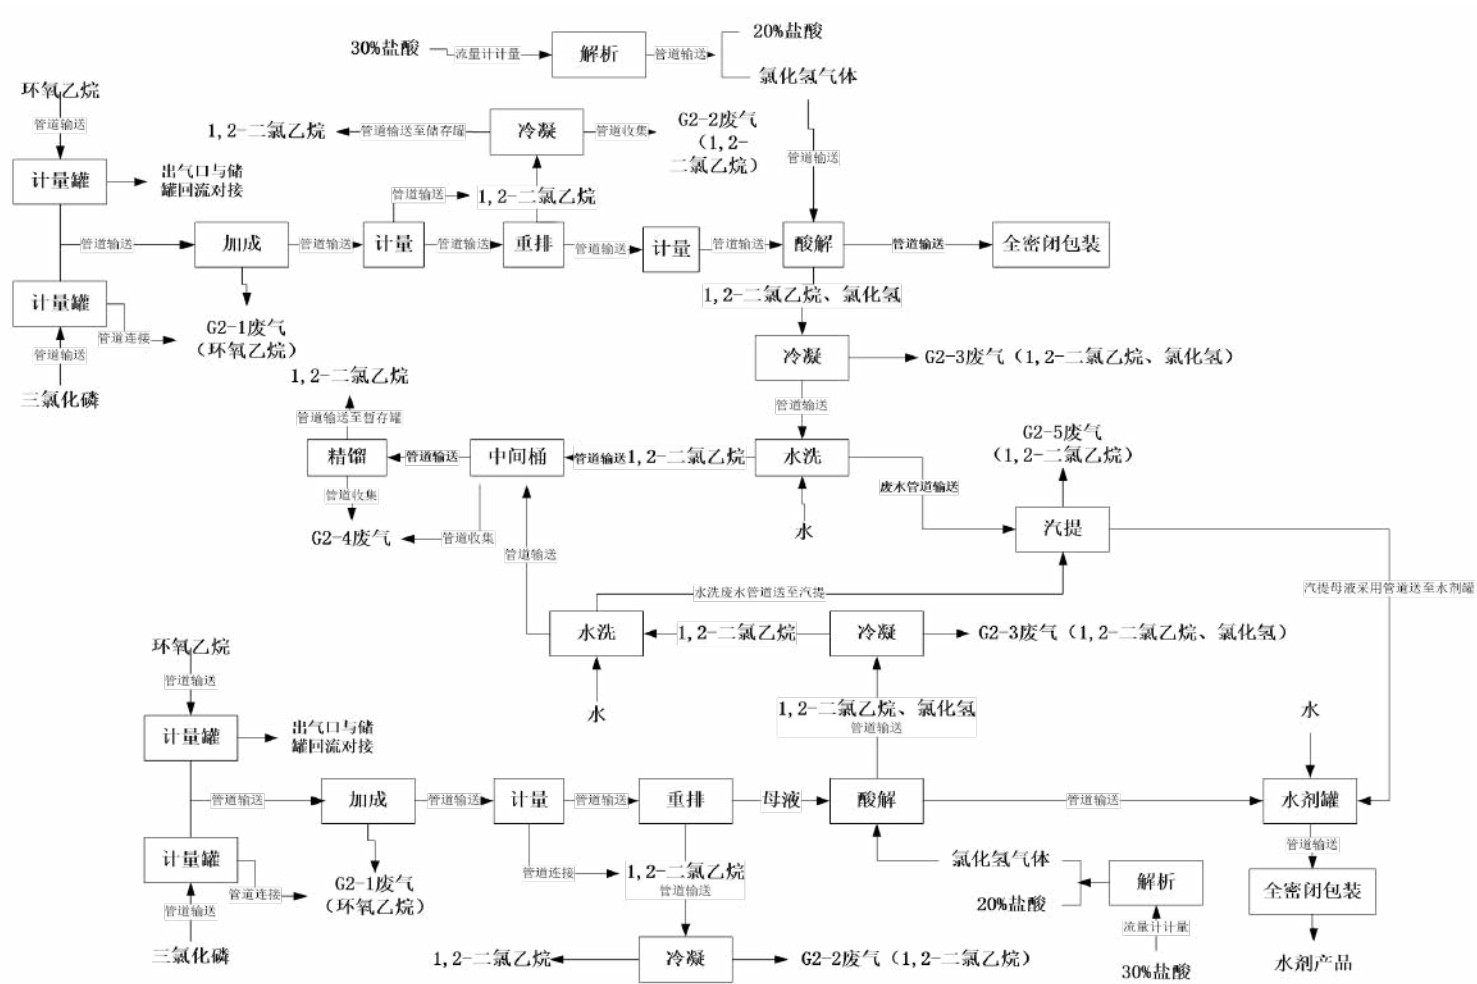 30%盐酸
流量计计量
解析
管道输送
20%盐酸
氯化氢气体
环氧乙烷
管道输送
计量罐
出气口与储
罐回流对接
1,2-二氯乙烷
管道输送至储存罐
冷凝
管道收集
G2-2废气
（1,2-
二氯乙烷）
管道输送
管道输送
1,2-二氯乙烷
管道输送
加成
管道输送
计量
管道输送
重排
管道输送
计量
管道输送
酸解
管道输送
全密闭包装
计量罐
管道连接
管道输送
三氯化磷
G2-1废气
（环氧乙烷）
1,2-二氯乙烷、氯化氢
冷凝
G2-3废气（1,2-二氯乙烷、氯化氢）
管道输送
1,2-二氯乙烷
管道输送至暂存罐
精馏
管道输送
中间桶
管道输送
1,2-二氯乙烷
水洗
G2-5废气
（1,2-二氯乙烷）
废水管道输送
管道收集
G2-4废气
管道收集
管道输送
水
汽提
汽提母液采用管道送至水剂罐
水洗废水管道送至汽提
水洗
1,2-二氯乙烷
冷凝
G2-3废气（1,2-二氯乙烷、氯化氢）
水
1,2-二氯乙烷、氯化氢
管道输送
环氧乙烷
管道输送
计量罐
出气口与储
罐回流对接
水
管道输送
加成
管道输送
计量
管道输送
重排
母液
酸解
管道输送
水剂罐
计量罐
管道连接
管道输送
三氯化磷
G2-1废气
（环氧乙烷）
管道连接
1,2-二氯乙烷
管道输送
氯化氢气体
20%盐酸
解析
流量计计量
30%盐酸
管道输送
全密闭包装
水剂产品
1,2-二氯乙烷
冷凝
G2-2废气（1,2-二氯乙烷）